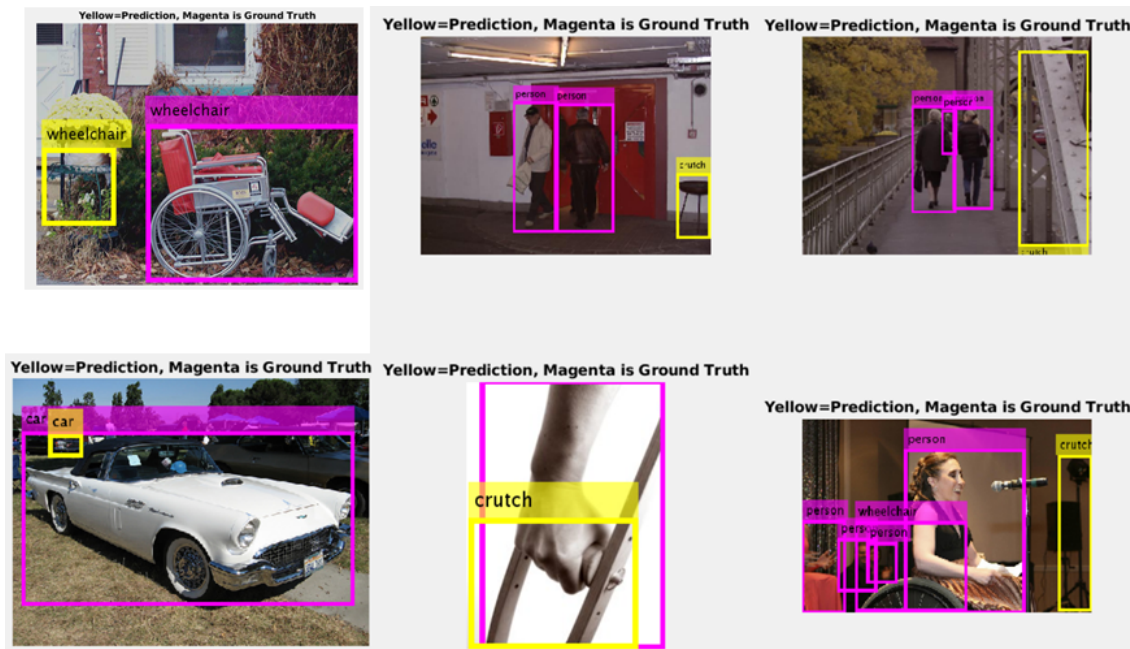 Yellow=Prediction, Magenta is Ground Truth
wheelchair
wheelchair
Yellow=Prediction, Magenta is Ground Truth
person person
crutch
Yellow=Prediction, Magenta is Ground Truth
person person
crutch
Yellow=Prediction, Magenta is Ground Truth
car car
Yellow=Prediction, Magenta is Ground Truth
crutch
Yellow=Prediction, Magenta is Ground Truth
person
crutch
person wheelchair
person